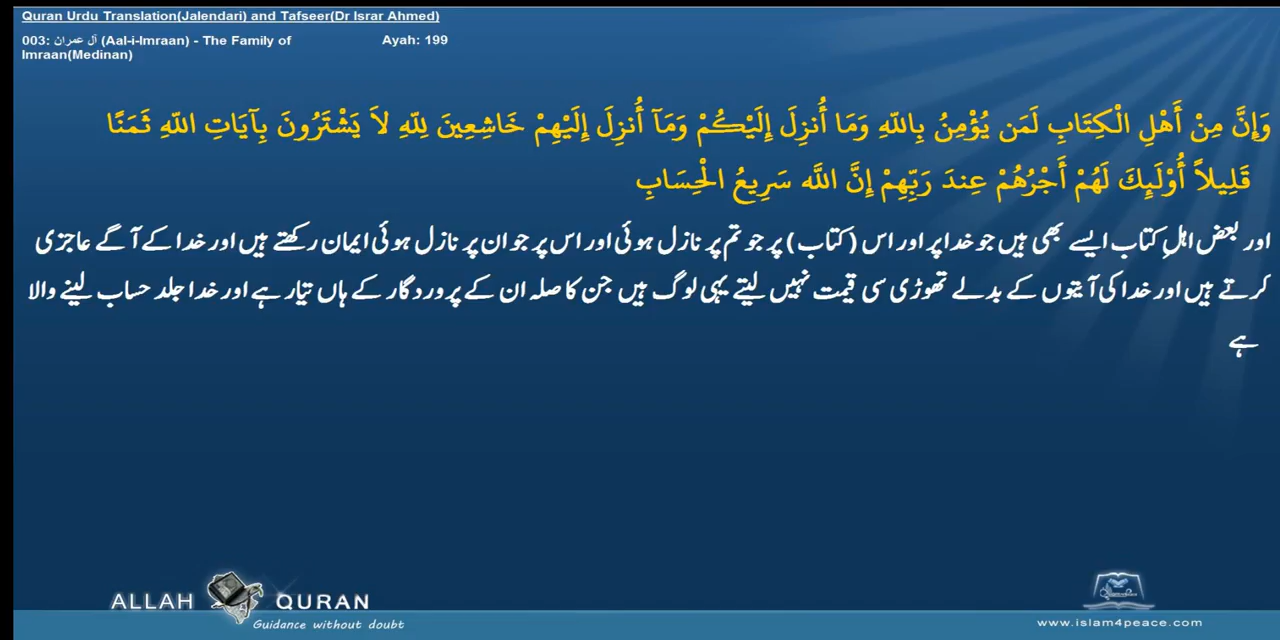 Quran Urdu Translation(Jalendari) and Tafseer(Dr Israr Ahmed)
003: آل عمران (Aal-i-Imraan) - The Family of Ayah: 199
Imraan(Medinan)
وَإِنَّ مِنْ أَهْلِ الْكِتَابِ لَمَن يُؤْمِنُ بِاللّهِ وَمَا أُنزِلَ إِلَيْكُمْ وَمَآ أُنزِلَ إِلَيْهِمْ خَاشِعِينَ لِلّهِ لاَ يَشْتَرُونَ بِآيَاتِ اللّهِ ثَمَنًا
قَلِيلاً أُوْلَـئِكَ لَهُمْ أَجْرُهُمْ عِندَ رَبِّهِمْ إِنَّ اللّهَ سَرِيعُ الْحِسَابِ
اور بعض اہلِ کتاب ایسے بھی ہیں جو خدا پر اور اس (کتاب) پر جو تم پر نازل ہوئی اور اس پر جو ان پر نازل ہوئی ایمان رکھتے ہیں اور خدا کے آگے عاجزی
کرتے ہیں اور خدا کی آیتوں کے بدلے تھوڑی سی قیمت نہیں لیتے یہی لوگ ہیں جن کا صلہ ان کے پروردگار کے ہاں تیار ہے اور خدا جلد حساب لینے والا
ہے
ALLAH QURAN
Guidance without doubt
www.islam4peace.com